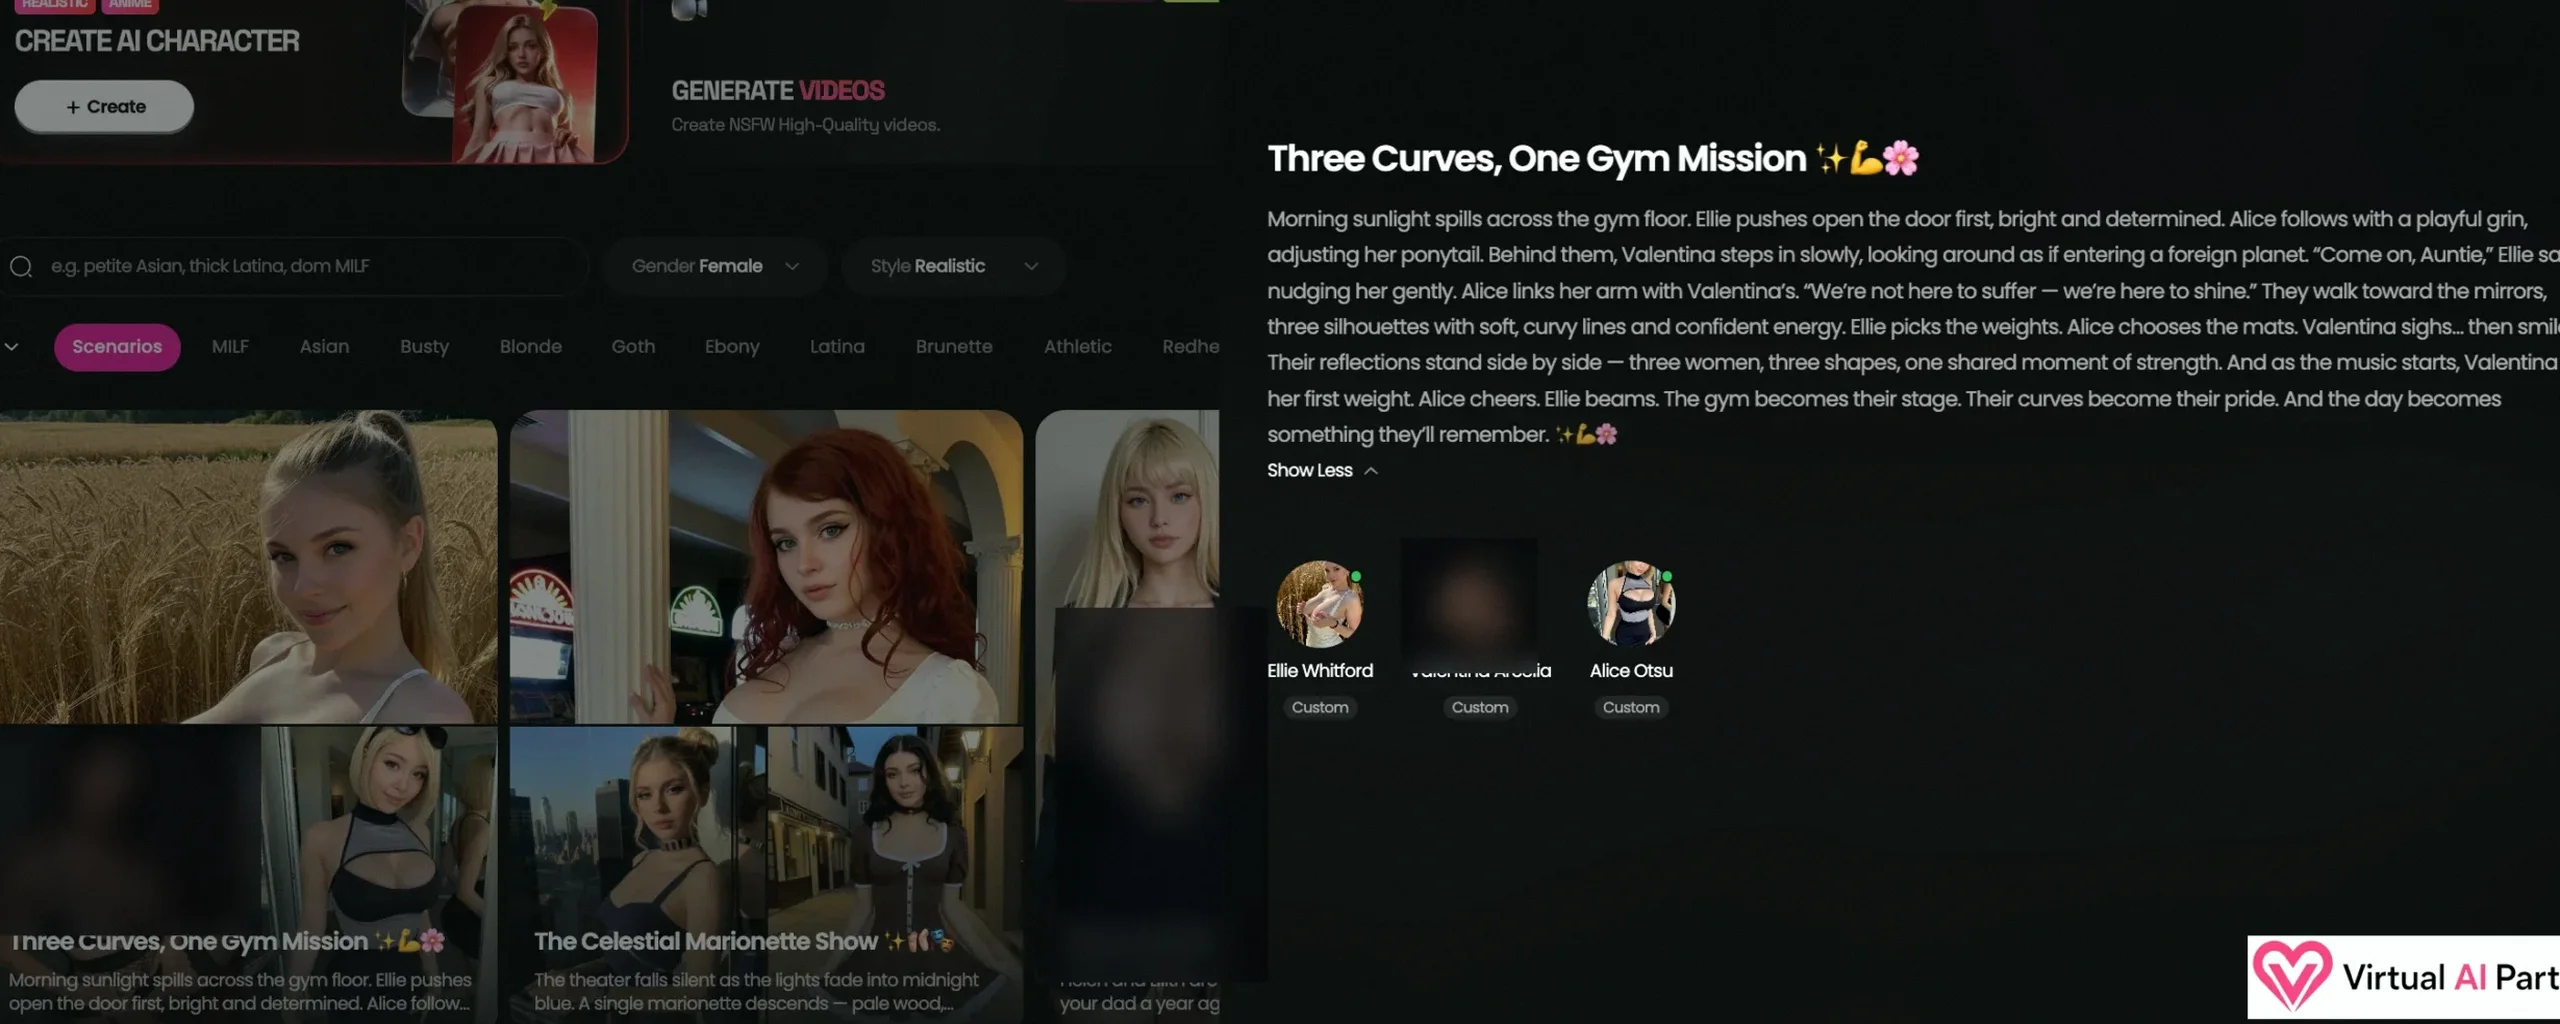 REALISTIC ANIME
CREATE AI CHARACTER
+ Create
GENERATE VIDEOS
Create NSFW High-Quality videos.
e.g. petite Asian, thick Latina, dom MILF
Gender Female
Style Realistic
Scenarios MILF Asian Busty Blonde Goth Ebony Latina Brunette Athletic Redhe
Three Curves, One Gym Mission ✨💪🌸
Morning sunlight spills across the gym floor. Ellie pushes
open the door first, bright and determined. Alice follow...
The Celestial Marionette Show
The theater falls silent as the lights fade into midnight
blue. A single marionette descends — pale wood,...
your dad a year ag
Three Curves, One Gym Mission ✨💪🌸
Morning sunlight spills across the gym floor. Ellie pushes open the door first, bright and determined. Alice follows with a playful grin,
adjusting her ponytail. Behind them, Valentina steps in slowly, looking around as if entering a foreign planet. “Come on, Auntie,” Ellie sa
nudging her gently. Alice links her arm with Valentina’s. “We’re not here to suffer — we’re here to shine.” They walk toward the mirrors,
three silhouettes with soft, curvy lines and confident energy. Ellie picks the weights. Alice chooses the mats. Valentina sighs... then smil
Their reflections stand side by side — three women, three shapes, one shared moment of strength. And as the music starts, Valentina
her first weight. Alice cheers. Ellie beams. The gym becomes their stage. Their curves become their pride. And the day becomes
something they’ll remember. ✨💪🌸
Show Less
Ellie Whitford
Alice Otsu
Custom
Custom
Custom
Virtual AI Part